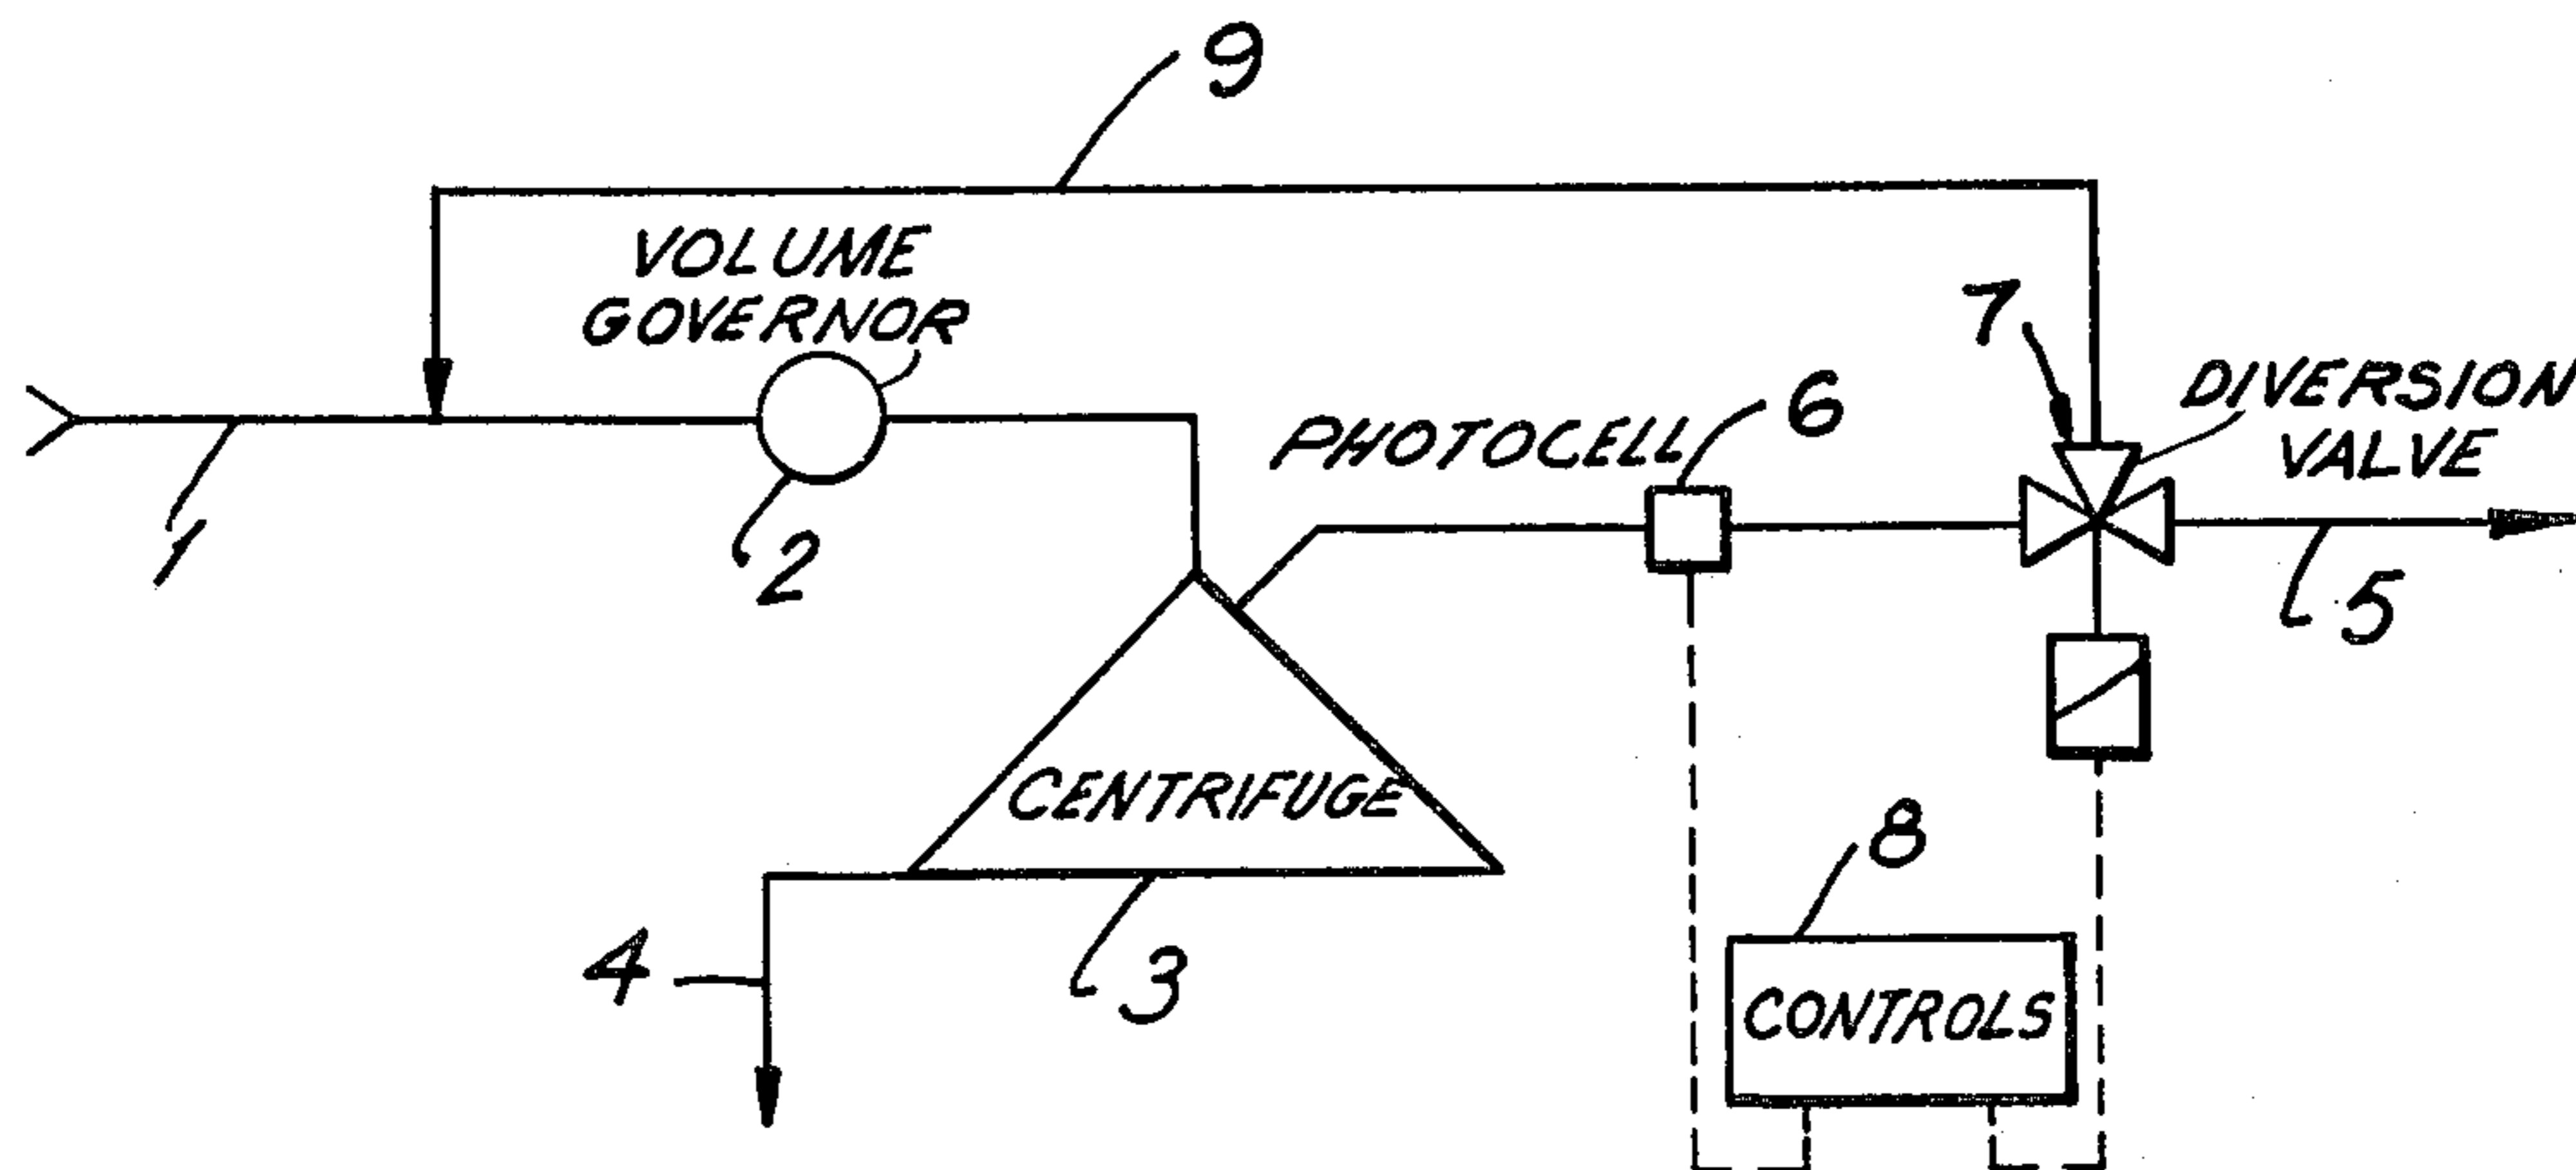 9
VOLUME
GOVERNOR
7
DIVERSION
VALVE
PHOTOCELL
6
1
2
5
CENTRIFUGE
8
4
3
CONTROLS